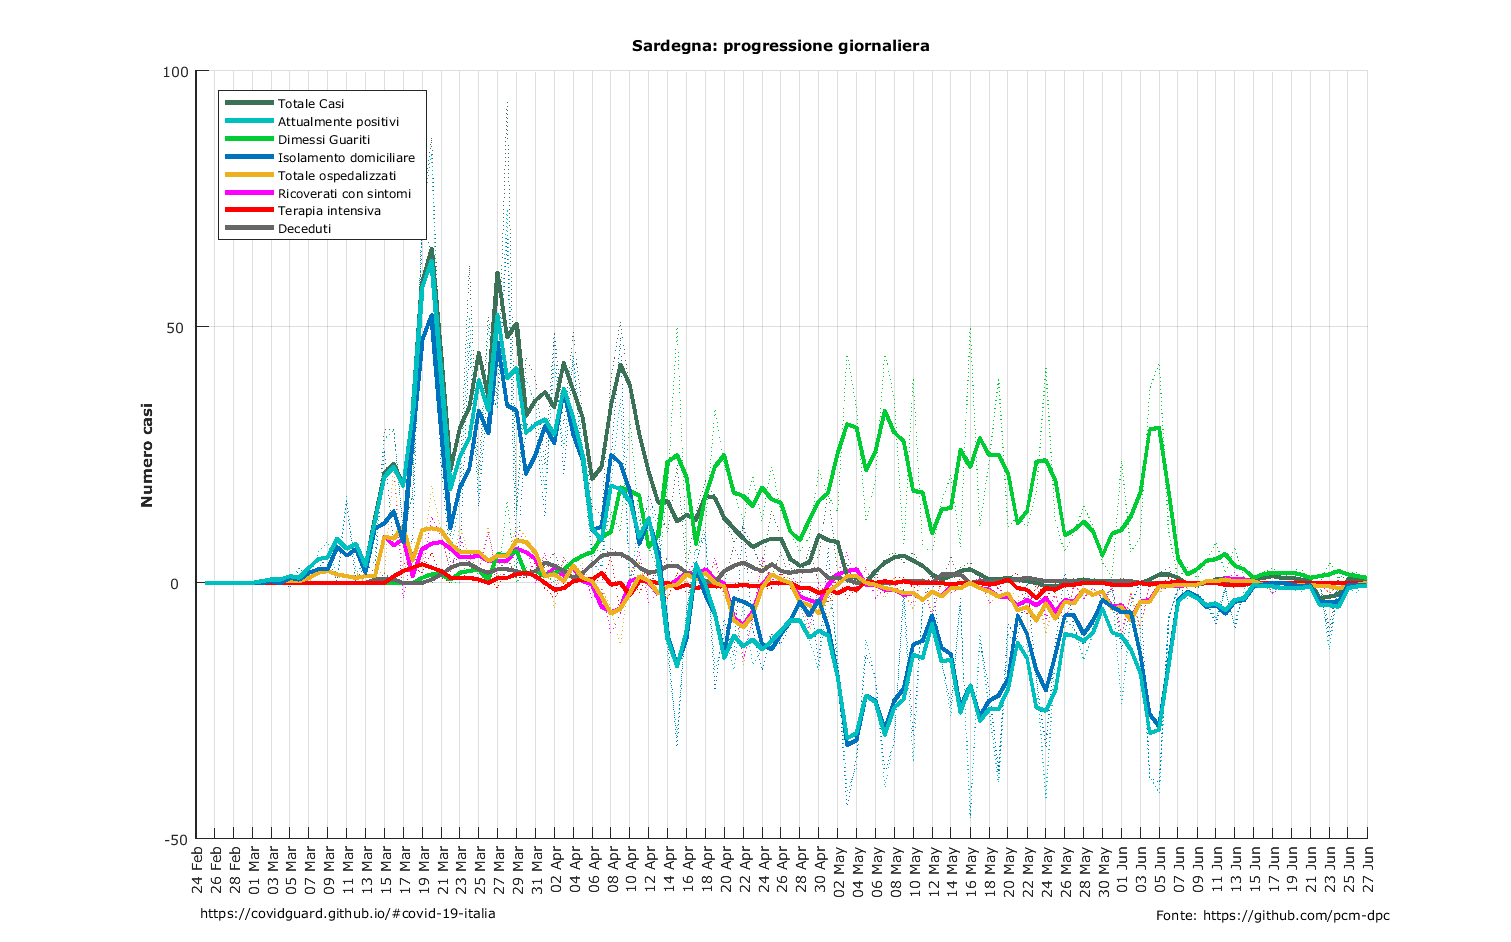 Sardegna: progressione giornaliera
100
50
0
-50
Numero casi
Totale Casi
Attualmente positivi
Dimessi Guariti
Isolamento domiciliare
Totale ospedalizzati
Ricoverati con sintomi
Terapia intensiva
Deceduti
24 Feb
26 Feb
28 Feb
01 Mar
03 Mar
05 Mar
07 Mar
09 Mar
11 Mar
13 Mar
15 Mar
17 Mar
19 Mar
21 Mar
23 Mar
25 Mar
27 Mar
29 Mar
31 Mar
02 Apr
04 Apr
06 Apr
08 Apr
10 Apr
12 Apr
14 Apr
16 Apr
18 Apr
20 Apr
22 Apr
24 Apr
26 Apr
28 Apr
30 Apr
02 May
04 May
06 May
08 May
10 May
12 May
14 May
16 May
18 May
20 May
22 May
24 May
26 May
28 May
30 May
01 Jun
03 Jun
05 Jun
07 Jun
09 Jun
11 Jun
13 Jun
15 Jun
17 Jun
19 Jun
21 Jun
23 Jun
25 Jun
27 Jun
https://covidguard.github.io/#covid-19-italia
Fonte: https://github.com/pcm-dpc